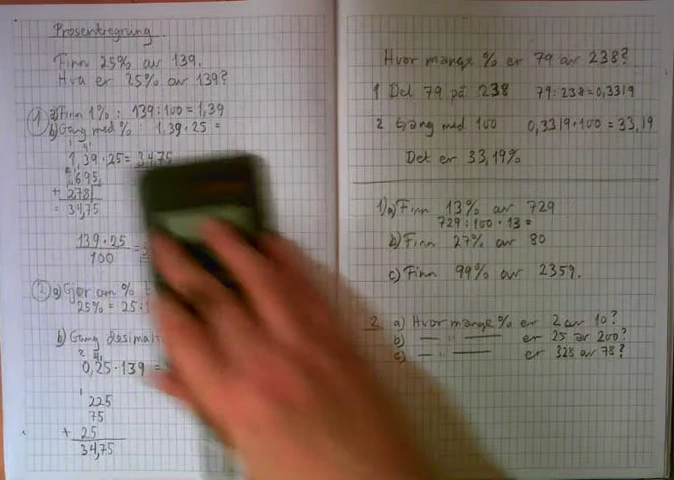 Prosentregning
Finn 25% av 139.
Hva er 25% av 139?
1 a) Finn 1% : 139:100 = 1,39
b) Gang med % : 1,39·25 =
1,39·25 = 34,75
695
+ 278
= 34,75
139·25
100
=
2 a) Gjør om %
25% = 25:
b) Gang
0,25·139 =
225
75
+ 25
34,75
Hvor mange % er 79 av 238?
1 Del 79 på 238 79:238=0,3319
2 Gang med 100 0,3319·100 = 33,19
Det er 33,19%
1) a) Finn 13% av 729
729:100·13=
b) Finn 27% av 80
c) Finn 99% av 2359.
2 a) Hvor mange % er 2 av 10?
b) — " — er 25 av 200?
c) — " — er 328 av 78?